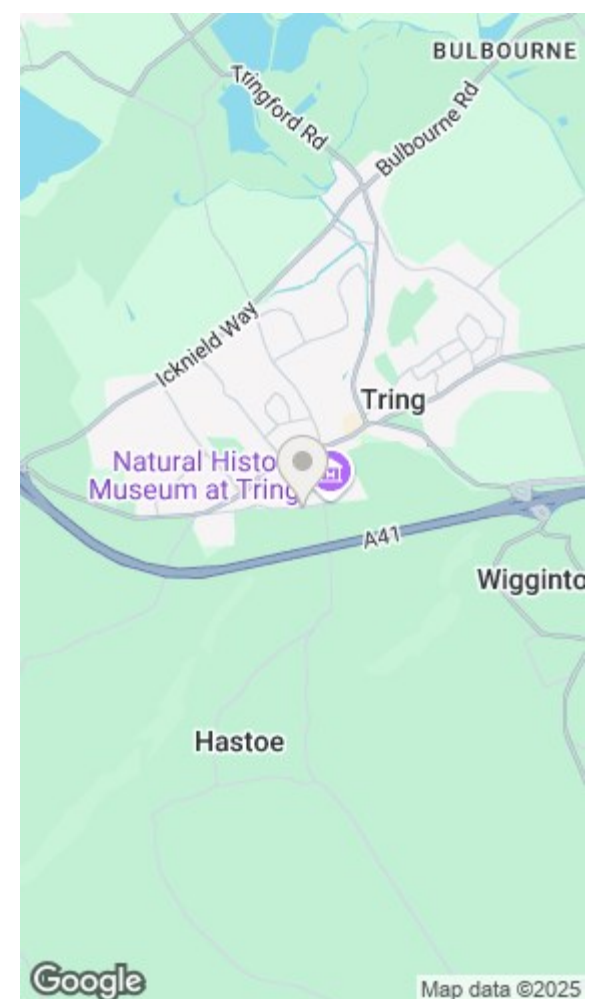 BULBOURNE
Tringford Rd
Bulbourne Rd
Icknield Way
Tring
Natural Histo
Museum at Tring
A41
Wigginto
Hastoe
Google
Map data ©2025